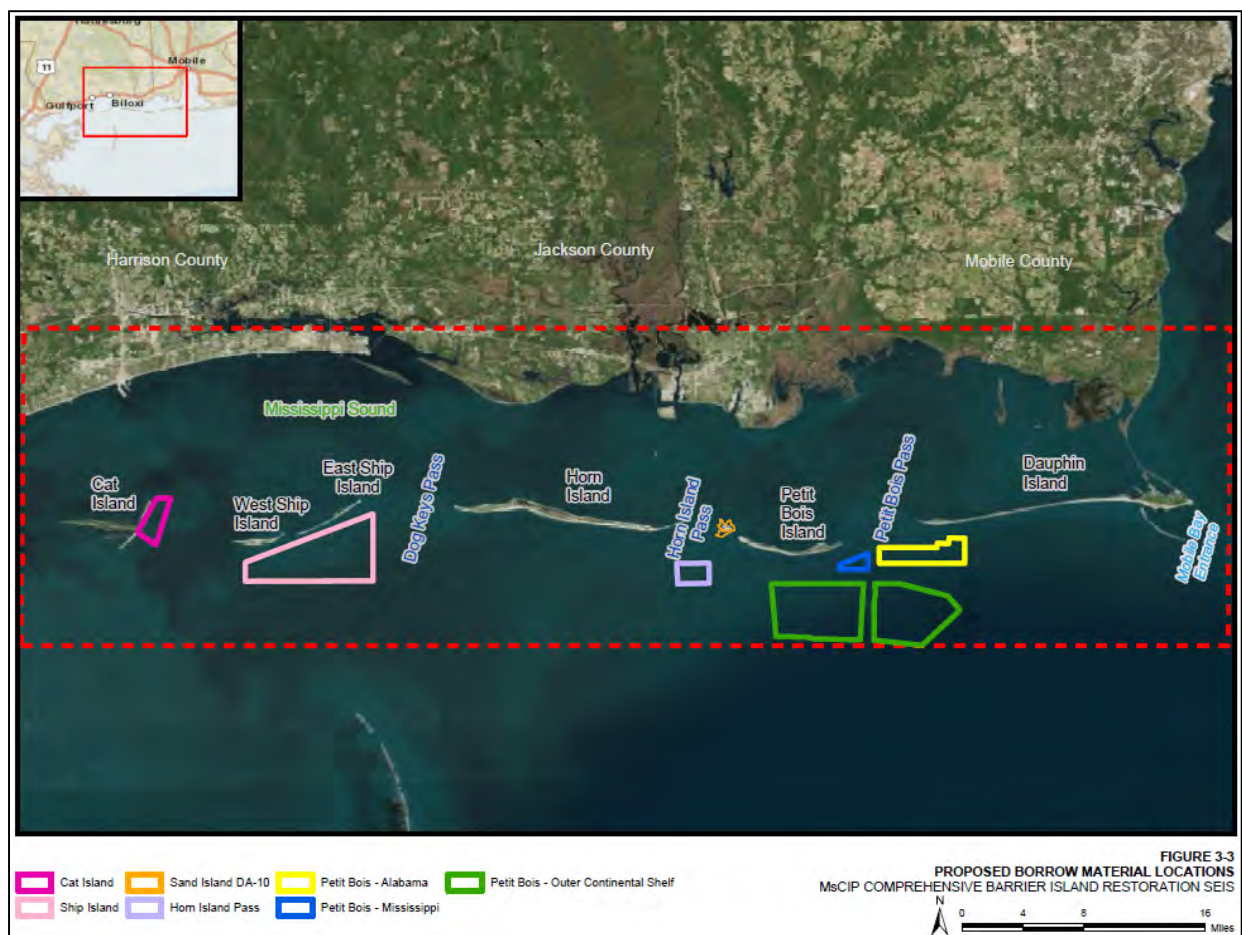 Hattiesburg
11
Mobile
Gulfport
Biloxi
Harrison County
Jackson County
Mobile County
Mississippi Sound
Cat
Island
West Ship
Island
East Ship
Island
Dog Keys Pass
Horn
Island
Horn Island
Pass
Petit
Bois
Island
Petit Bois Pass
Dauphin
Island
Mobile Bay
Entrance
FIGURE 3-3
PROPOSED BORROW MATERIAL LOCATIONS
MsCIP COMPREHENSIVE BARRIER ISLAND RESTORATION SEIS
Cat Island
Sand Island DA-10
Petit Bois - Alabama
Petit Bois - Outer Continental Shelf
Ship Island
Horn Island Pass
Petit Bois - Mississippi
N
0 4 8 16
Miles